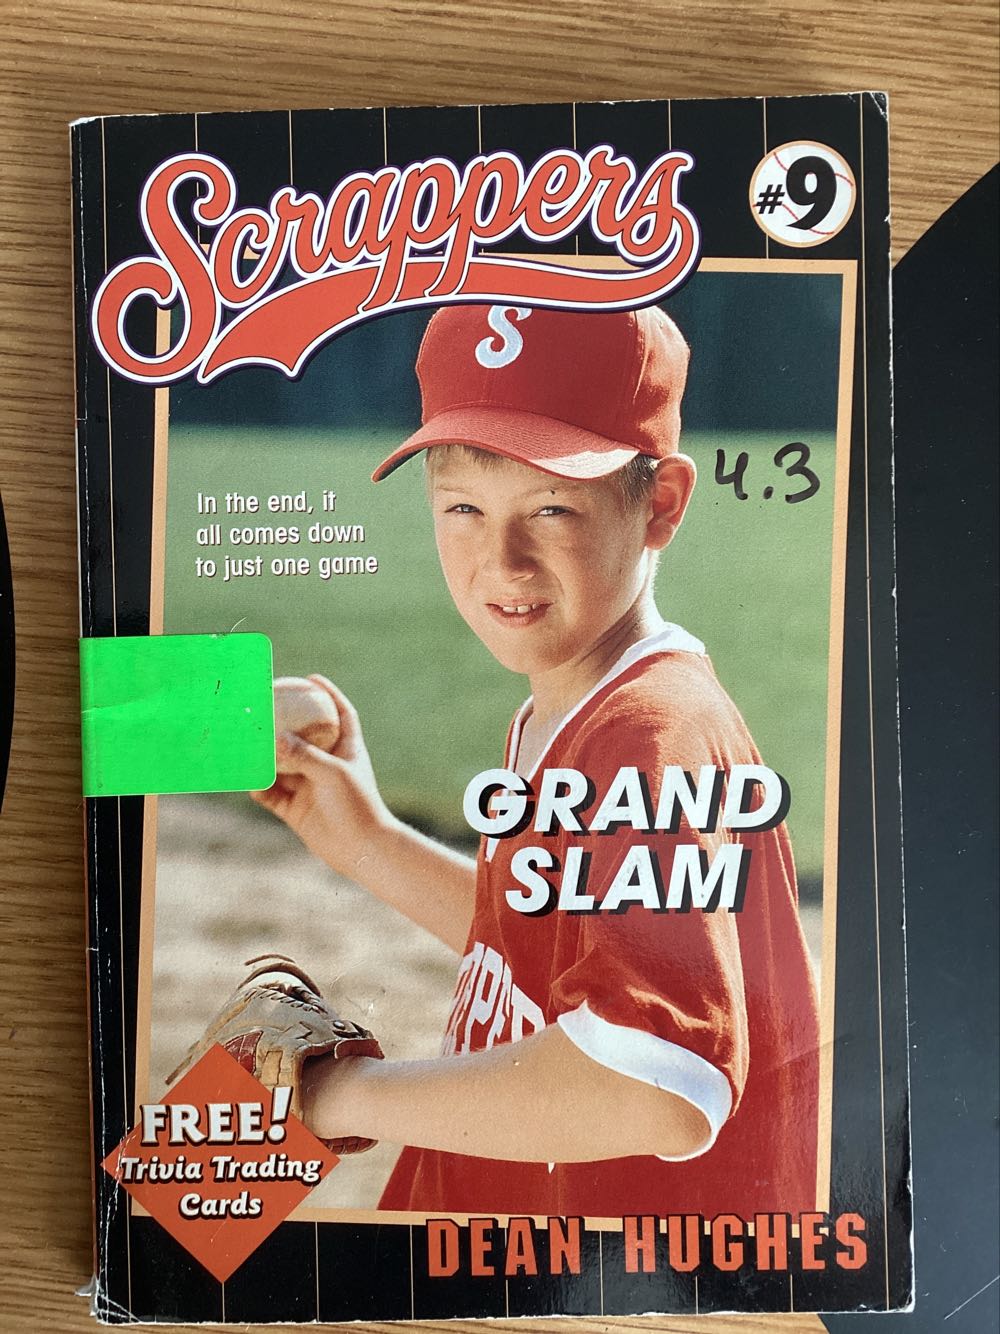 Scrappers
#9
S
4.3
In the end, it
all comes down
to just one game
GRAND
SLAM
FREE!
Trivia Trading
Cards
DEAN HUGHES